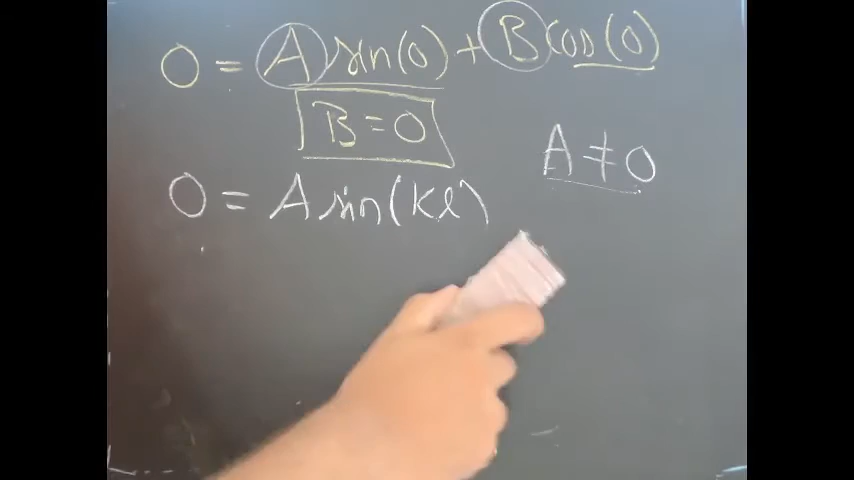 0 = A sin(0) + B cos(0)
B = 0
A ≠ 0
0 = A sin(kl)